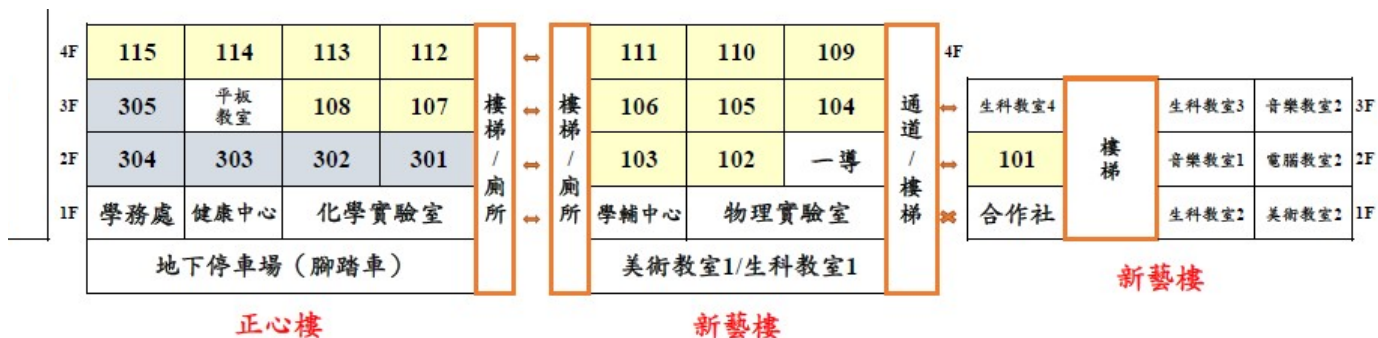 4F 115 114 113 112 111 110 109 4F
3F 305 平板教室 108 107 106 105 104 生科教室4 生科教室3 音樂教室2 3F
樓梯/廁所 樓梯/廁所 通道/樓梯 樓梯
2F 304 303 302 301 103 102 一導 101 音樂教室1 電腦教室2 2F
1F 學務處 健康中心 化學實驗室 學輔中心 物理實驗室 合作社 生科教室2 美術教室2 1F
地下停車場（腳踏車） 美術教室1/生科教室1
新藝樓
正心樓 新藝樓